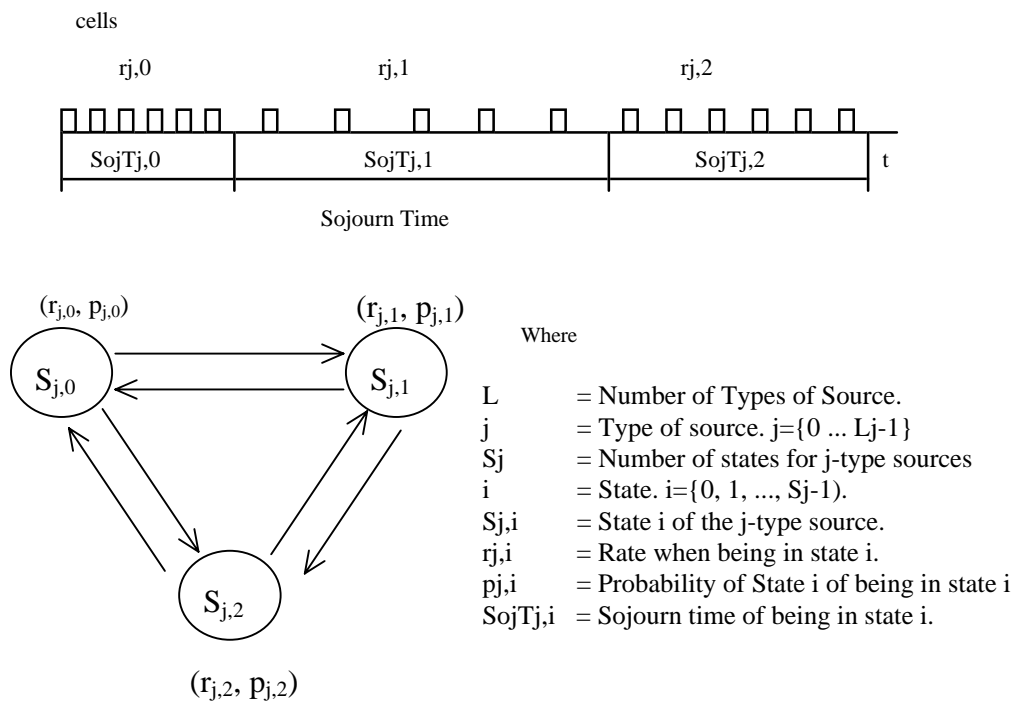 cells
rj,0 rj,1 rj,2
SojTj,0 SojTj,1 SojTj,2 t
Sojourn Time
(rj,0, pj,0) (rj,1, pj,1)
Where
Sj,0 Sj,1
L = Number of Types of Source.
j = Type of source. j={0 ... Lj-1}
Sj = Number of states for j-type sources
i = State. i={0, 1, ..., Sj-1).
Sj,i = State i of the j-type source.
rj,i = Rate when being in state i.
pj,i = Probability of State i of being in state i
SojTj,i = Sojourn time of being in state i.
Sj,2
(rj,2, pj,2)